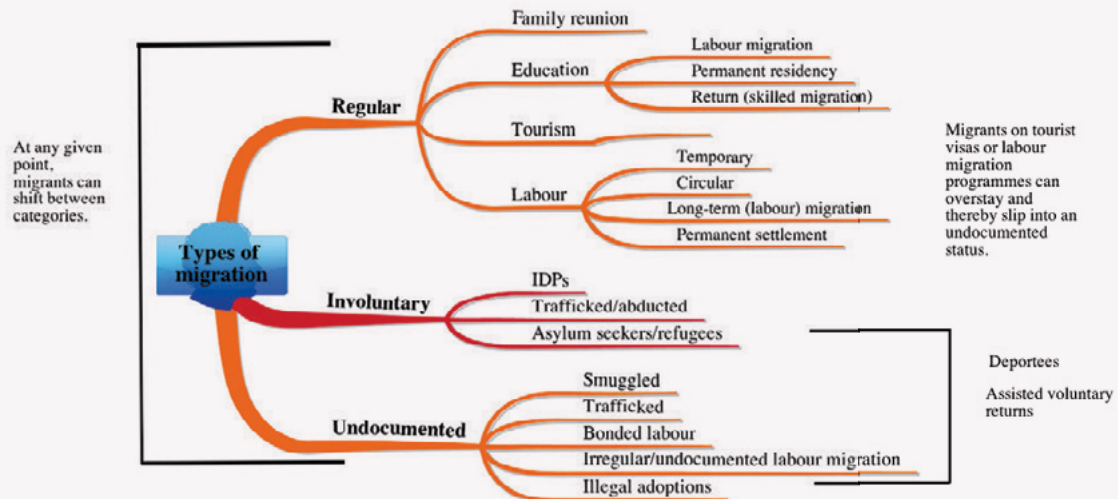 At any given
point,
migrants can
shift between
categories.
Types of
migration
Regular
Family reunion
Education
Labour migration
Permanent residency
Return (skilled migration)
Tourism
Labour
Temporary
Circular
Long-term (labour) migration
Permanent settlement
Migrants on tourist
visas or labour
migration
programmes can
overstay and
thereby slip into an
undocumented
status.
Involuntary
IDPs
Trafficked/abducted
Asylum seekers/refugees
Undocumented
Smuggled
Trafficked
Bonded labour
Irregular/undocumented labour migration
Illegal adoptions
Deportees
Assisted voluntary
returns